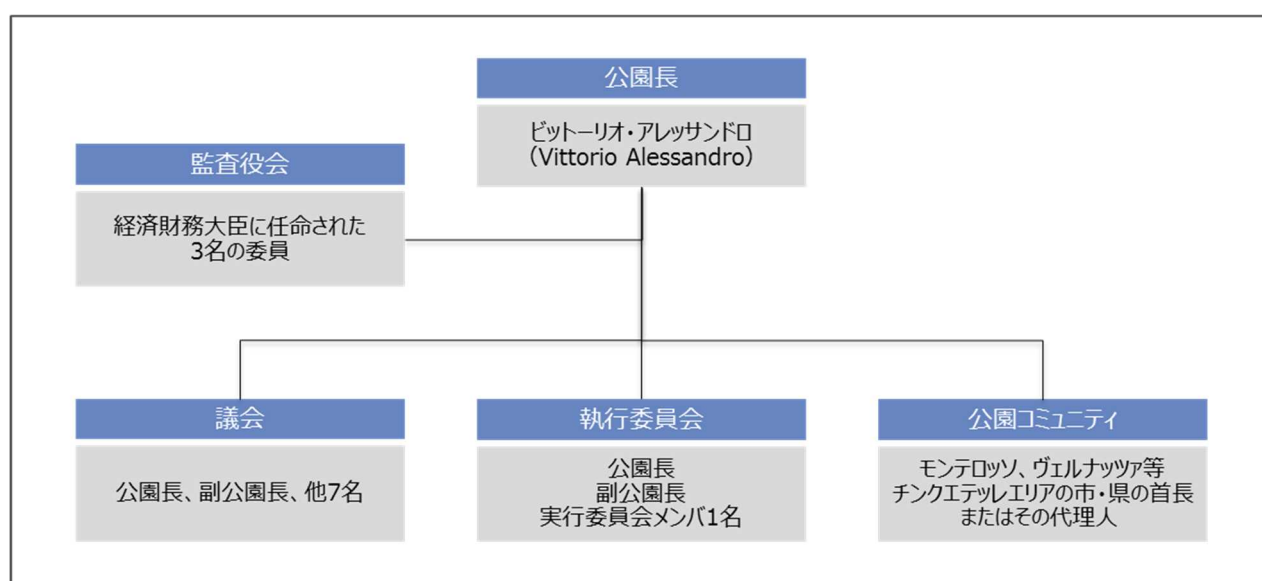 公園長
ビットーリオ・アレッサンドロ
(Vittorio Alessandro)
監査役会
経済財務大臣に任命された
3名の委員
議会
公園長、副公園長、他7名
執行委員会
公園長
副公園長
実行委員会メンバ1名
公園コミュニティ
モンテロッソ、ヴェルナッツァ等
チンクエテッレエリアの市・県の首長
またはその代理人